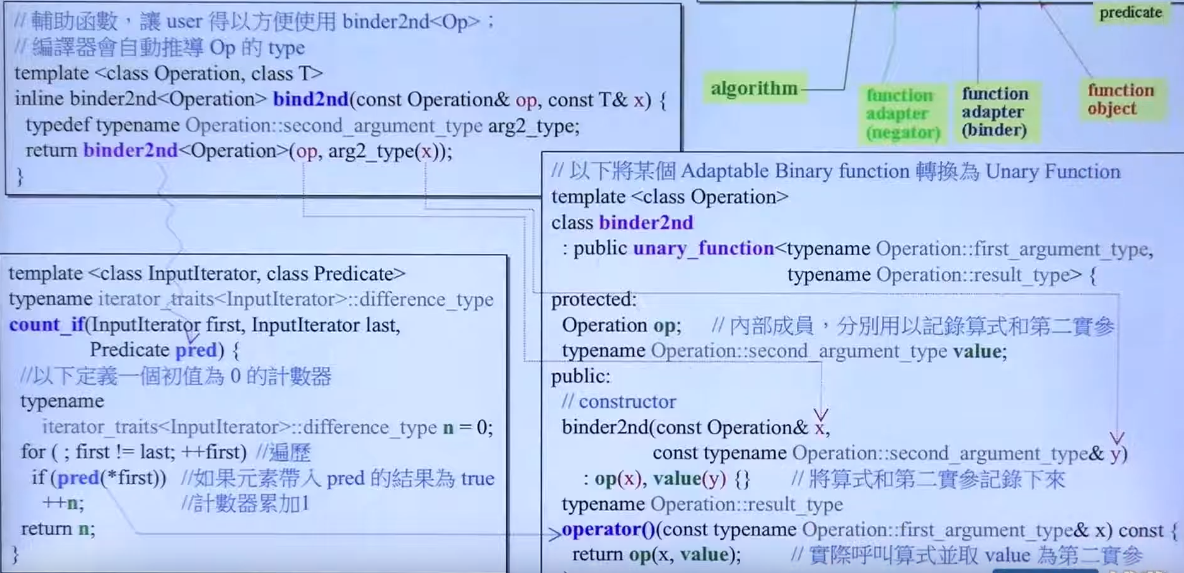 // 輔助函數，讓 user 得以方便使用 binder2nd<Op>；
// 編譯器會自動推導 Op 的 type
template <class Operation, class T>
inline binder2nd<Operation> bind2nd(const Operation& op, const T& x) {
typedef typename Operation::second_argument_type arg2_type;
return binder2nd<Operation>(op, arg2_type(x));
}
predicate
algorithm
function
adapter
(negator)
function
adapter
(binder)
function
object
template <class InputIterator, class Predicate>
typename iterator_traits<InputIterator>::difference_type
count_if(InputIterator first, InputIterator last,
Predicate pred) {
//以下定義一個初值為 0 的計數器
typename
iterator_traits<InputIterator>::difference_type n = 0;
for ( ; first != last; ++first) //遍歷
if (pred(*first)) //如果元素帶入 pred 的結果為 true
++n; //計數器累加1
return n;
}
// 以下將某個 Adaptable Binary function 轉換為 Unary Function
template <class Operation>
class binder2nd
: public unary_function<typename Operation::first_argument_type,
typename Operation::result_type> {
protected:
Operation op; // 內部成員，分別用以記錄算式和第二實參
typename Operation::second_argument_type value;
public:
// constructor
binder2nd(const Operation& x,
const typename Operation::second_argument_type& y)
: op(x), value(y) {} // 將算式和第二實參記錄下來
typename Operation::result_type
operator()(const typename Operation::first_argument_type& x) const {
return op(x, value); // 實際呼叫算式並取 value 為第二實參